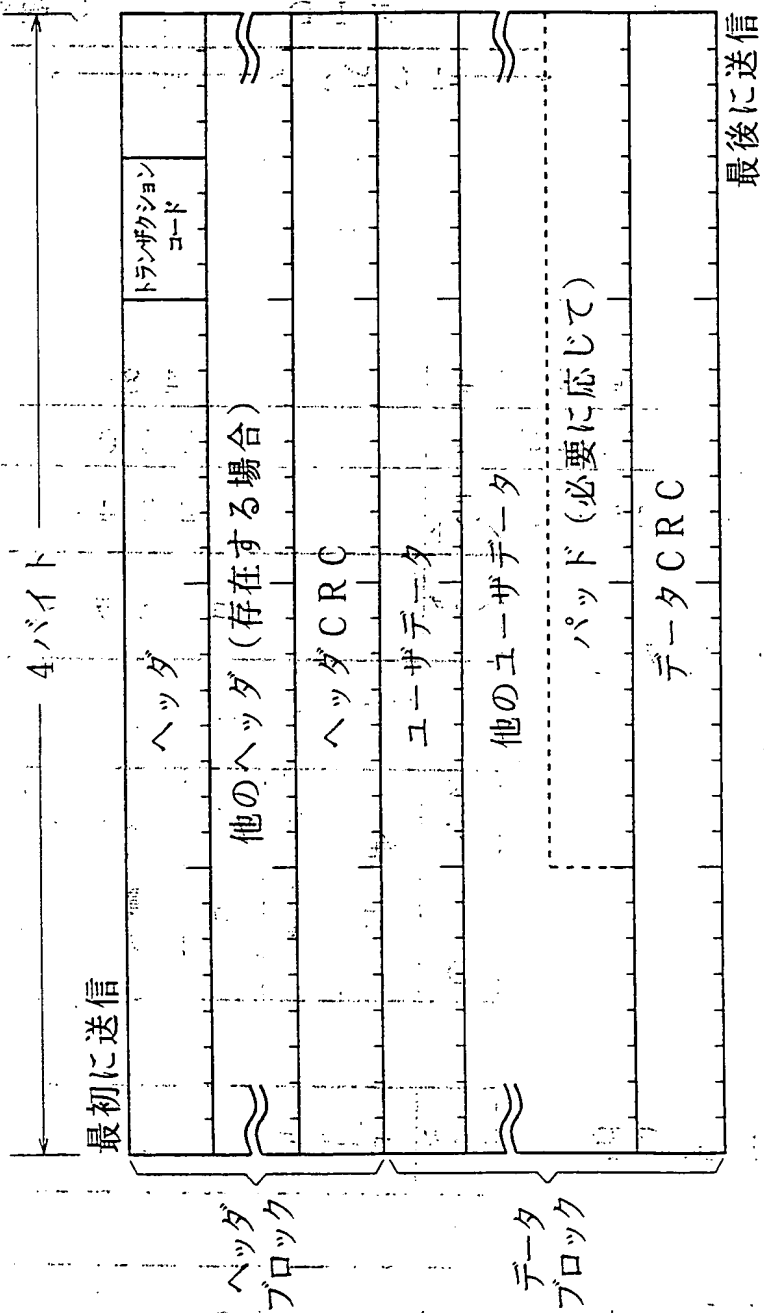 4バイト
最初に送信
ヘッダ
トランザクション
コード
他のヘッダ(存在する場合)
ヘッダCRC
ユーザデータ
他のユーザデータ
パッド(必要に応じて)
データCRC
ヘッダ
ブロック
データ
ブロック
最後に送信